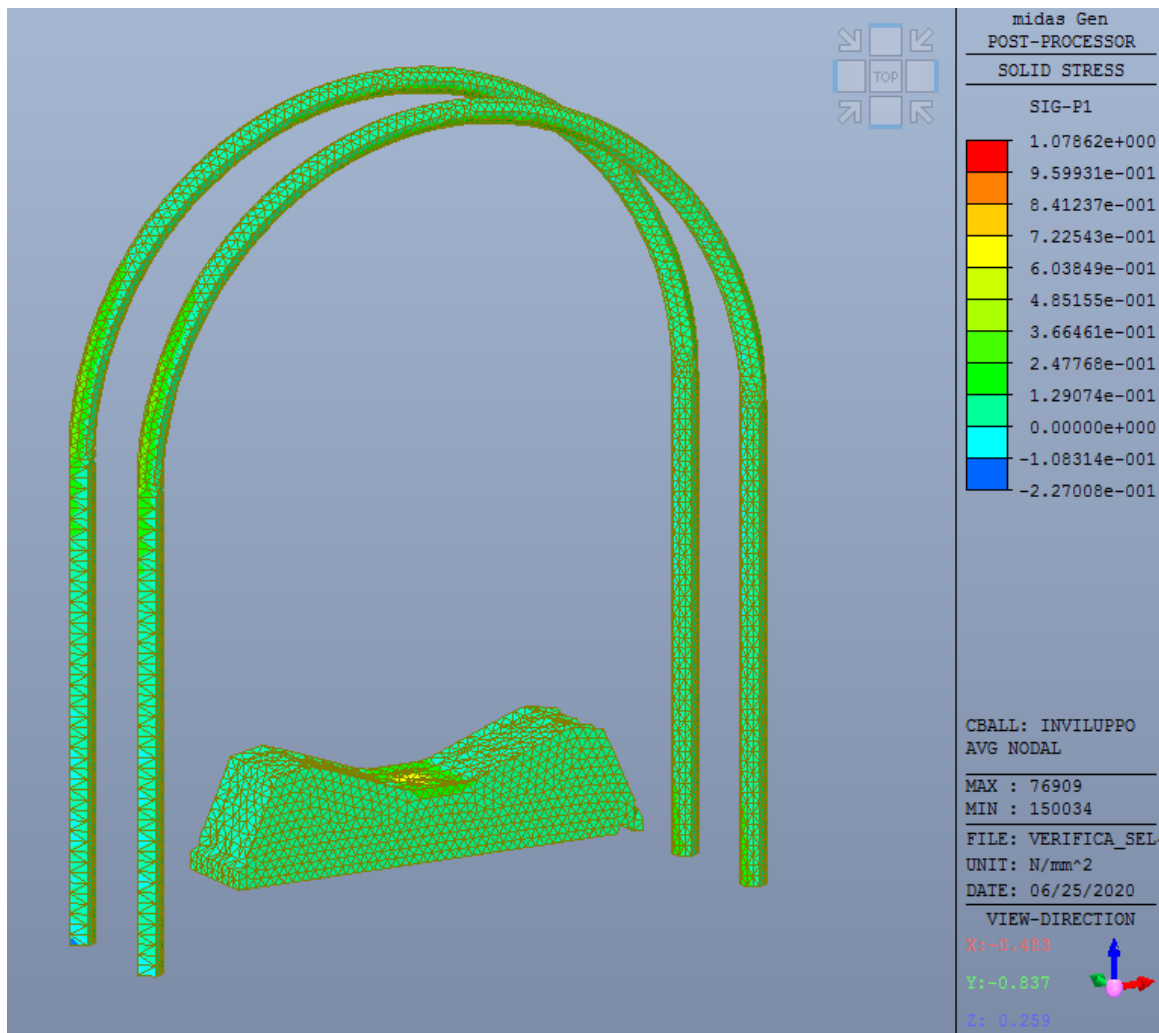 TOP
midas Gen
POST-PROCESSOR
SOLID STRESS
SIG-P1
1.07862e+000
9.59931e-001
8.41237e-001
7.22543e-001
6.03849e-001
4.85155e-001
3.66461e-001
2.47768e-001
1.29074e-001
0.00000e+000
-1.08314e-001
-2.27008e-001
CBALL: INVILUPPO
AVG NODAL
MAX : 76909
MIN : 150034
FILE: VERIFICA_SEL
UNIT: N/mm^2
DATE: 06/25/2020
VIEW-DIRECTION
X:-0.483
Y:-0.837
Z: 0.259